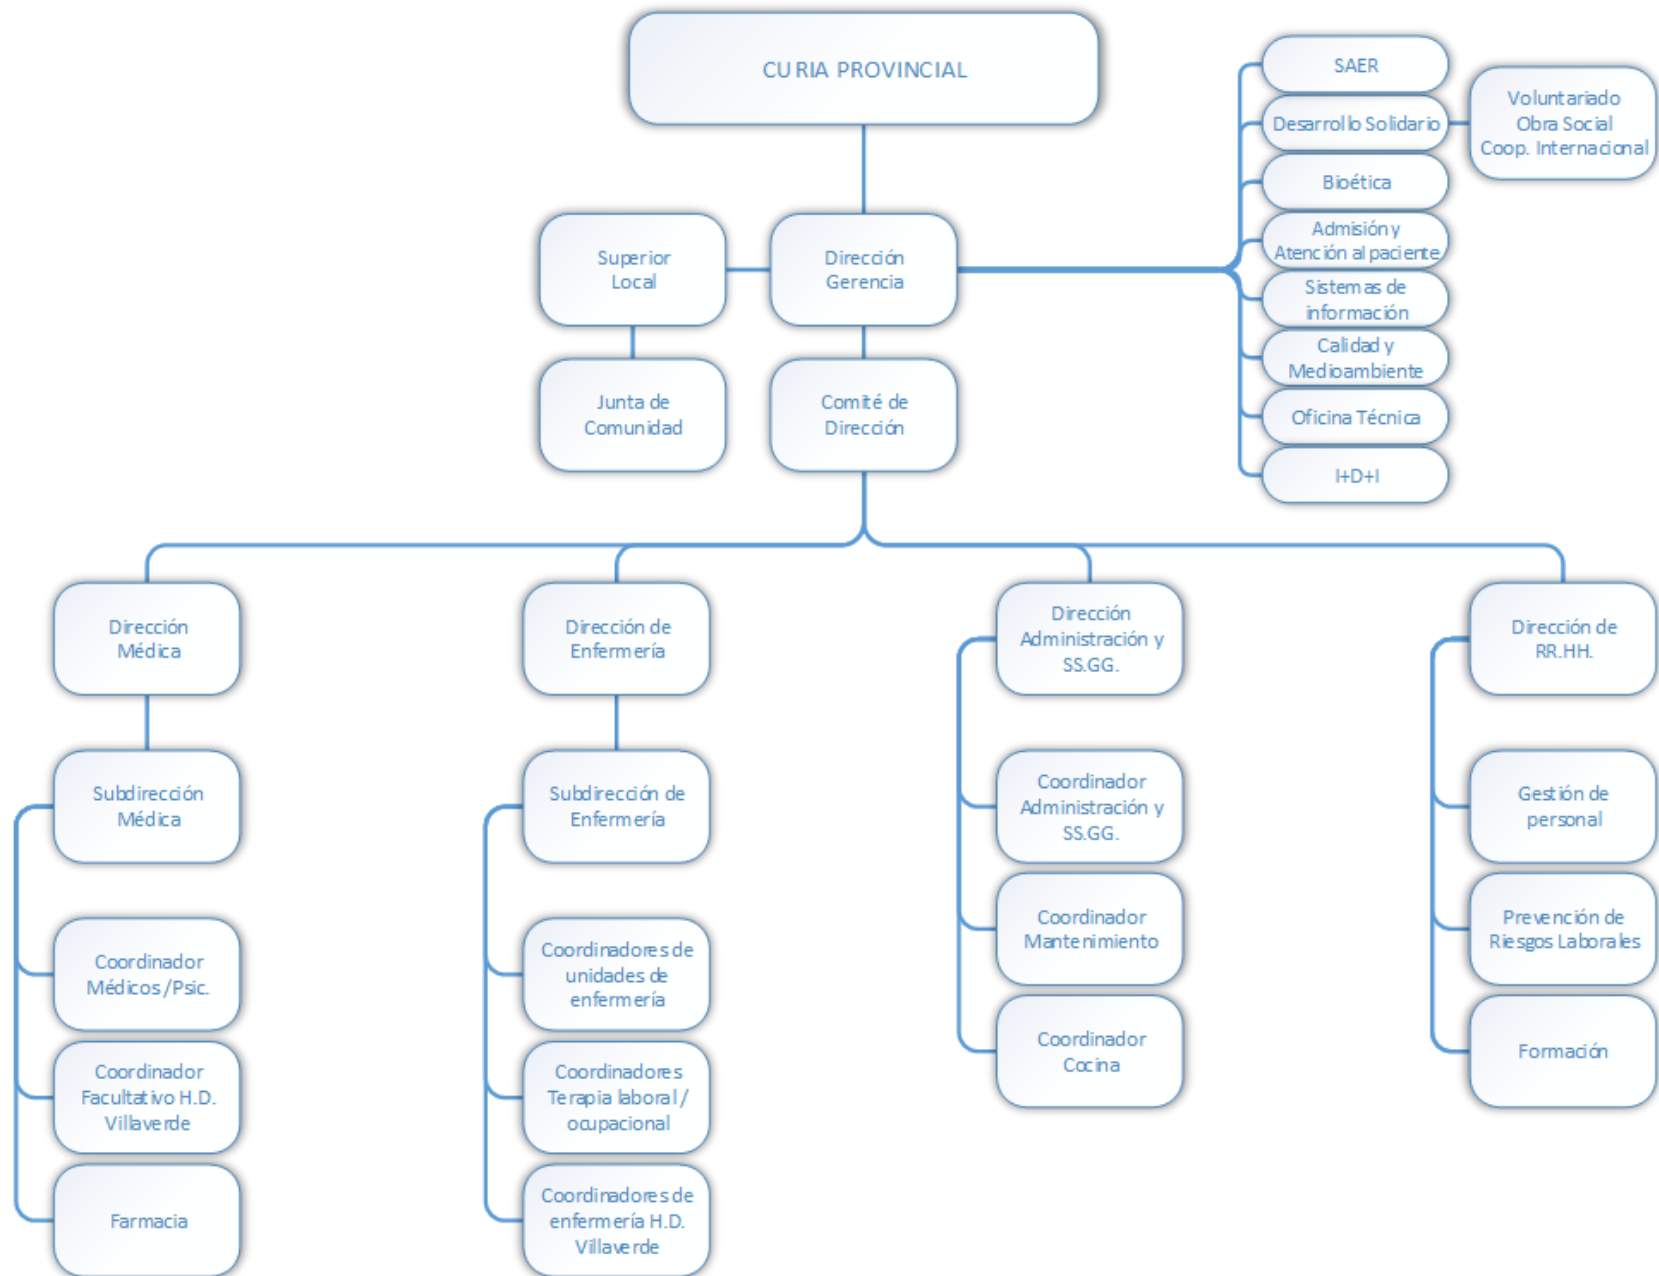 CURIA PROVINCIAL
SAER
Desarrollo Solidario
Voluntariado
Obra Social
Coop. Internacional
Bioética
Admisión y
Atención al paciente
Sistemas de
información
Calidad y
Medioambiente
Oficina Técnica
I+D+I
Superior
Local
Dirección
Gerencia
Junta de
Comunidad
Comité de
Dirección
Dirección
Médica
Subdirección
Médica
Coordinador
Médicos /Psic.
Coordinador
Facultativo H.D.
Villaverde
Farmacia
Dirección de
Enfermería
Subdirección de
Enfermería
Coordinadores de
unidades de
enfermería
Coordinadores
Terapia laboral /
ocupacional
Coordinadores de
enfermería H.D.
Villaverde
Dirección
Administración y
SS.GG.
Coordinador
Administración y
SS.GG.
Coordinador
Mantenimiento
Coordinador
Cocina
Dirección de
RR.HH.
Gestión de
personal
Prevención de
Riesgos Laborales
Formación